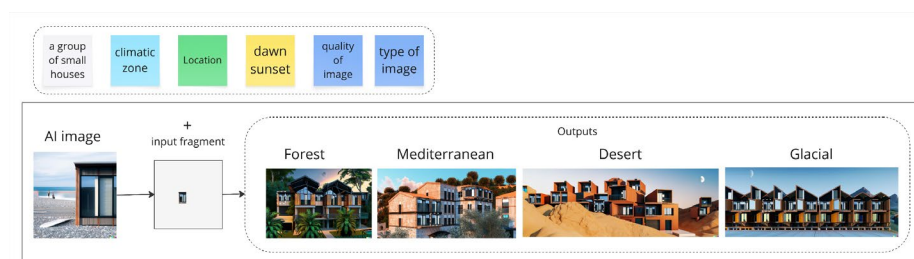 a group
of small
houses
climatic
zone
Location
dawn
sunset
quality
of
image
type of
image
AI image
+
input fragment
Outputs
Forest
Mediterranean
Desert
Glacial